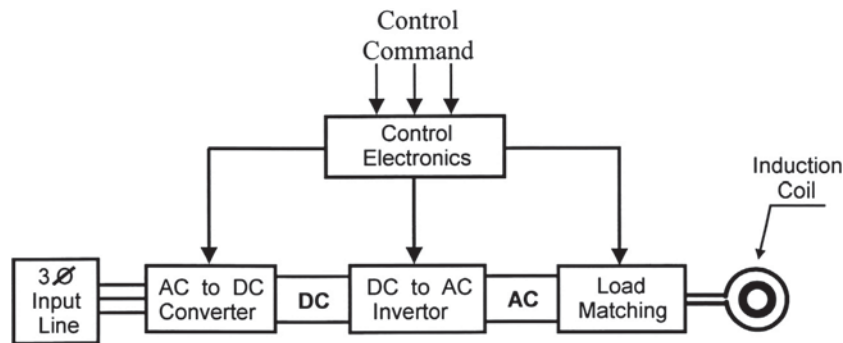 Control
Command
Control
Electronics
Induction
Coil
3 Ø
Input
Line
AC to DC
Converter
DC
DC to AC
Invertor
AC
Load
Matching